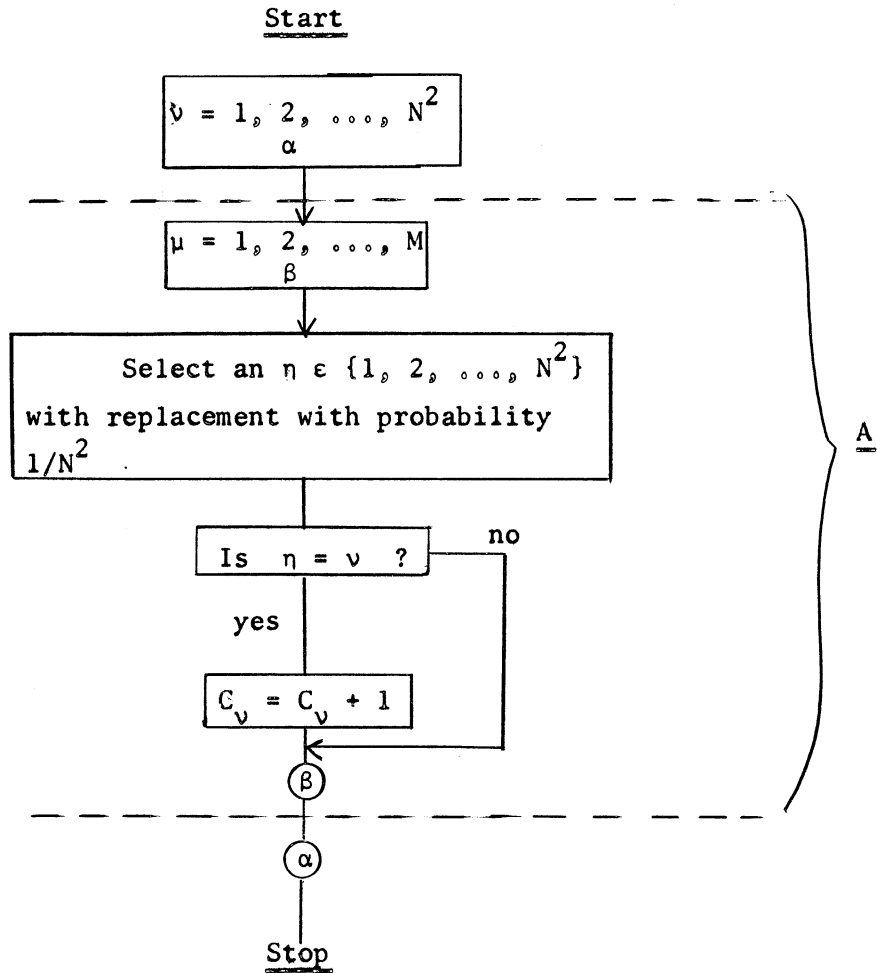 Start
ν = 1, 2, ..., N²
α
μ = 1, 2, ..., M
β
Select an η ε {1, 2, ..., N²}
with replacement with probability
1/N²
A
no
Is η = ν ?
yes
C_ν = C_ν + 1
β
α
Stop